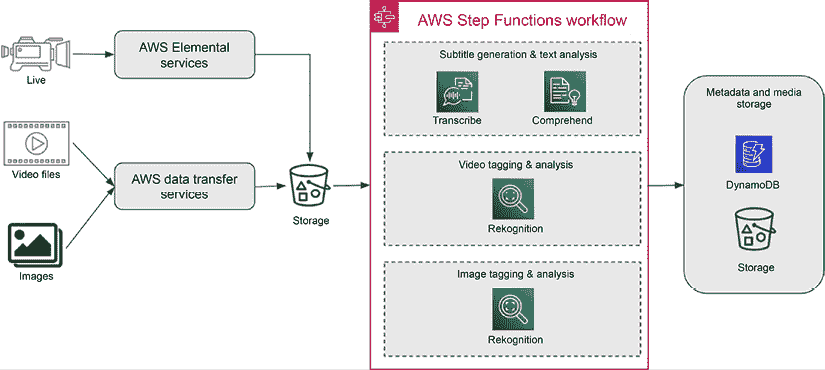 Live
AWS Elemental
services
Video files
Images
AWS data transfer
services
Storage
AWS Step Functions workflow
Subtitle generation & text analysis
Transcribe
Comprehend
Video tagging & analysis
Rekognition
Image tagging & analysis
Rekognition
Metadata and media
storage
DynamoDB
Storage